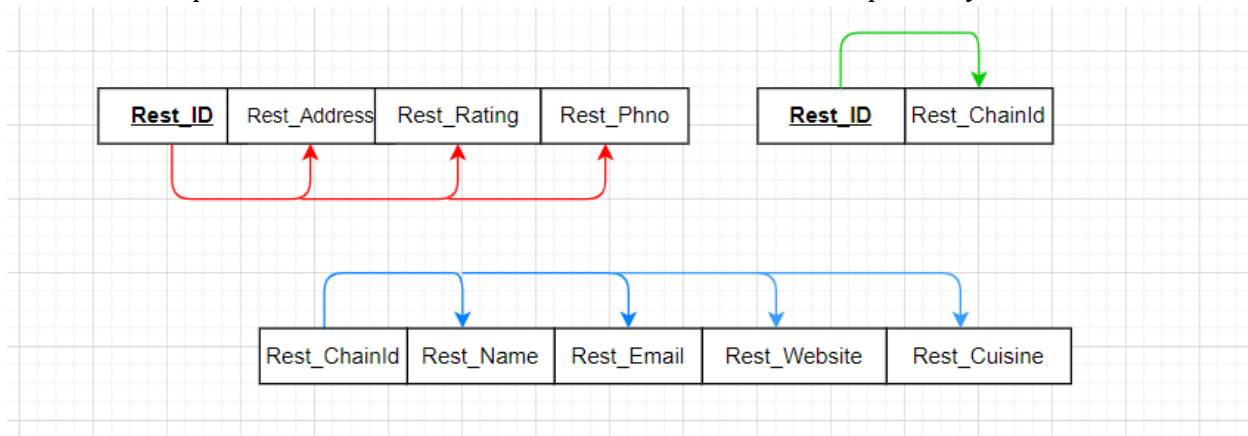 Rest_ID Rest_Address Rest_Rating Rest_Phno
Rest_ID Rest_ChainId
Rest_ChainId Rest_Name Rest_Email Rest_Website Rest_Cuisine